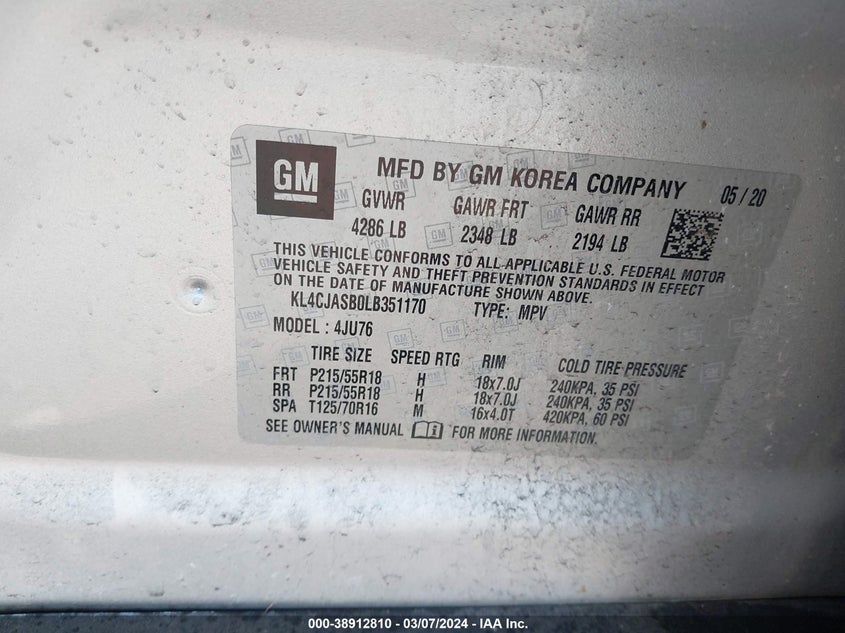 GM
MFD BY GM KOREA COMPANY 05 / 20
GVWR GAWR FRT GAWR RR
4286 LB 2348 LB 2194 LB
THIS VEHICLE CONFORMS TO ALL APPLICABLE U.S. FEDERAL MOTOR
VEHICLE SAFETY AND THEFT PREVENTION STANDARDS IN EFFECT
ON THE DATE OF MANUFACTURE SHOWN ABOVE.
KL4CJASB0LB351170 TYPE: MPV
MODEL : 4JU76
TIRE SIZE SPEED RTG RIM COLD TIRE PRESSURE
FRT P215/55R18 H 18x7.0J 240KPA, 35 PSI
RR P215/55R18 H 18x7.0J 240KPA, 35 PSI
SPA T125/70R16 M 16x4.0T 420KPA, 60 PSI
SEE OWNER'S MANUAL FOR MORE INFORMATION.
000-38912810 - 03/07/2024 - IAA Inc.